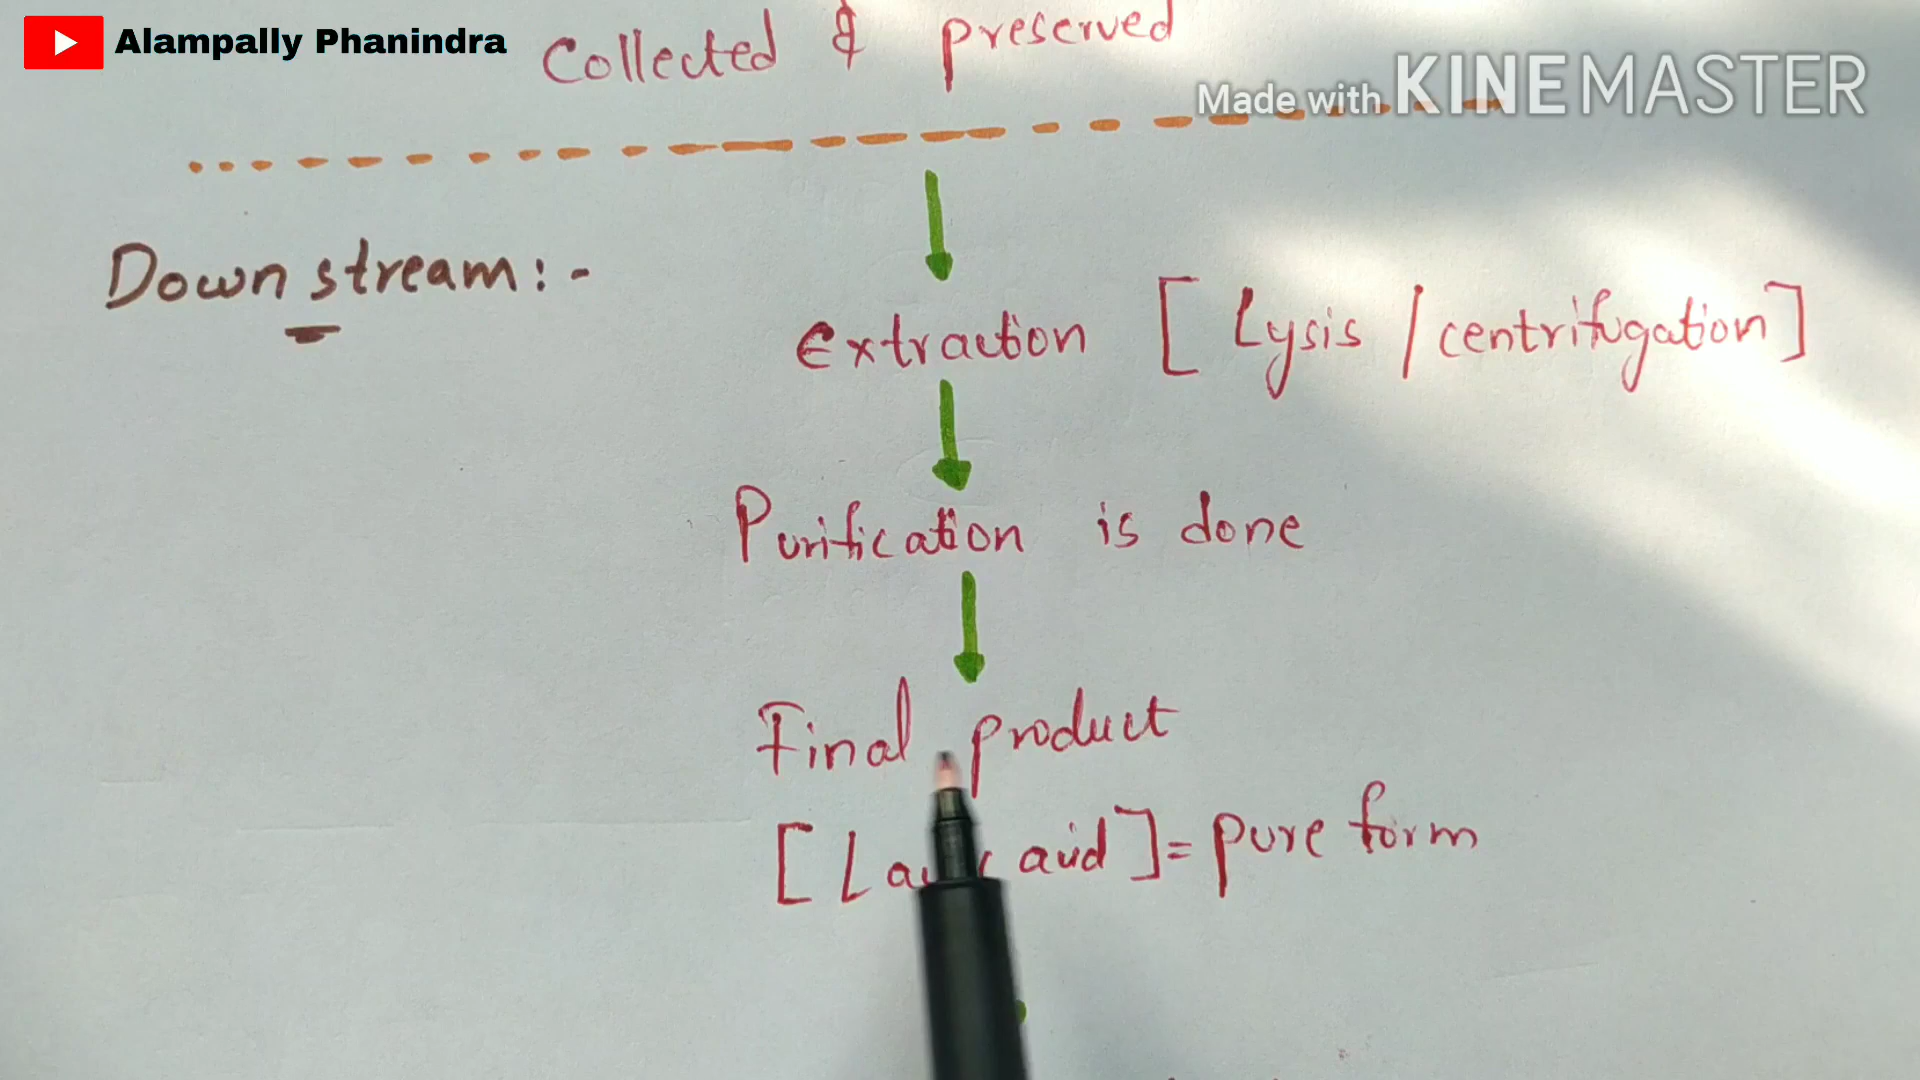 Alampally Phanindra
Collected & preserved
Made with KINEMASTER
Down stream:-
Extraction [Lysis / centrifugation]
Purification is done
Final product
[ acid] = pure form